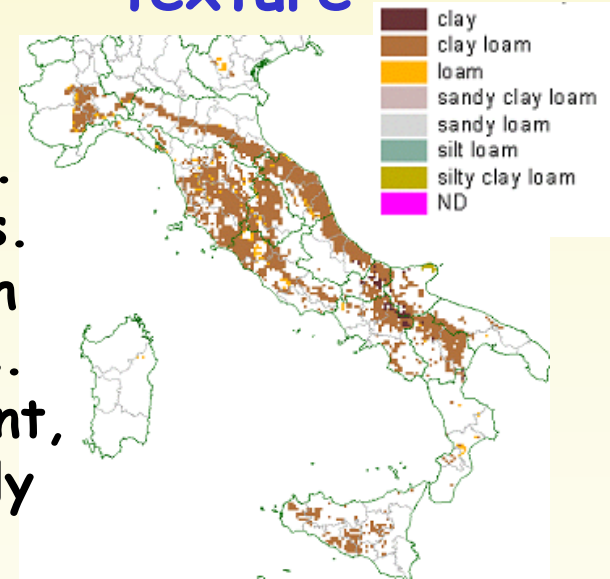 Texture
clay
clay loam
loam
sandy clay loam
sandy loam
silt loam
silty clay loam
ND
.
s.
n
.
nt,
ly